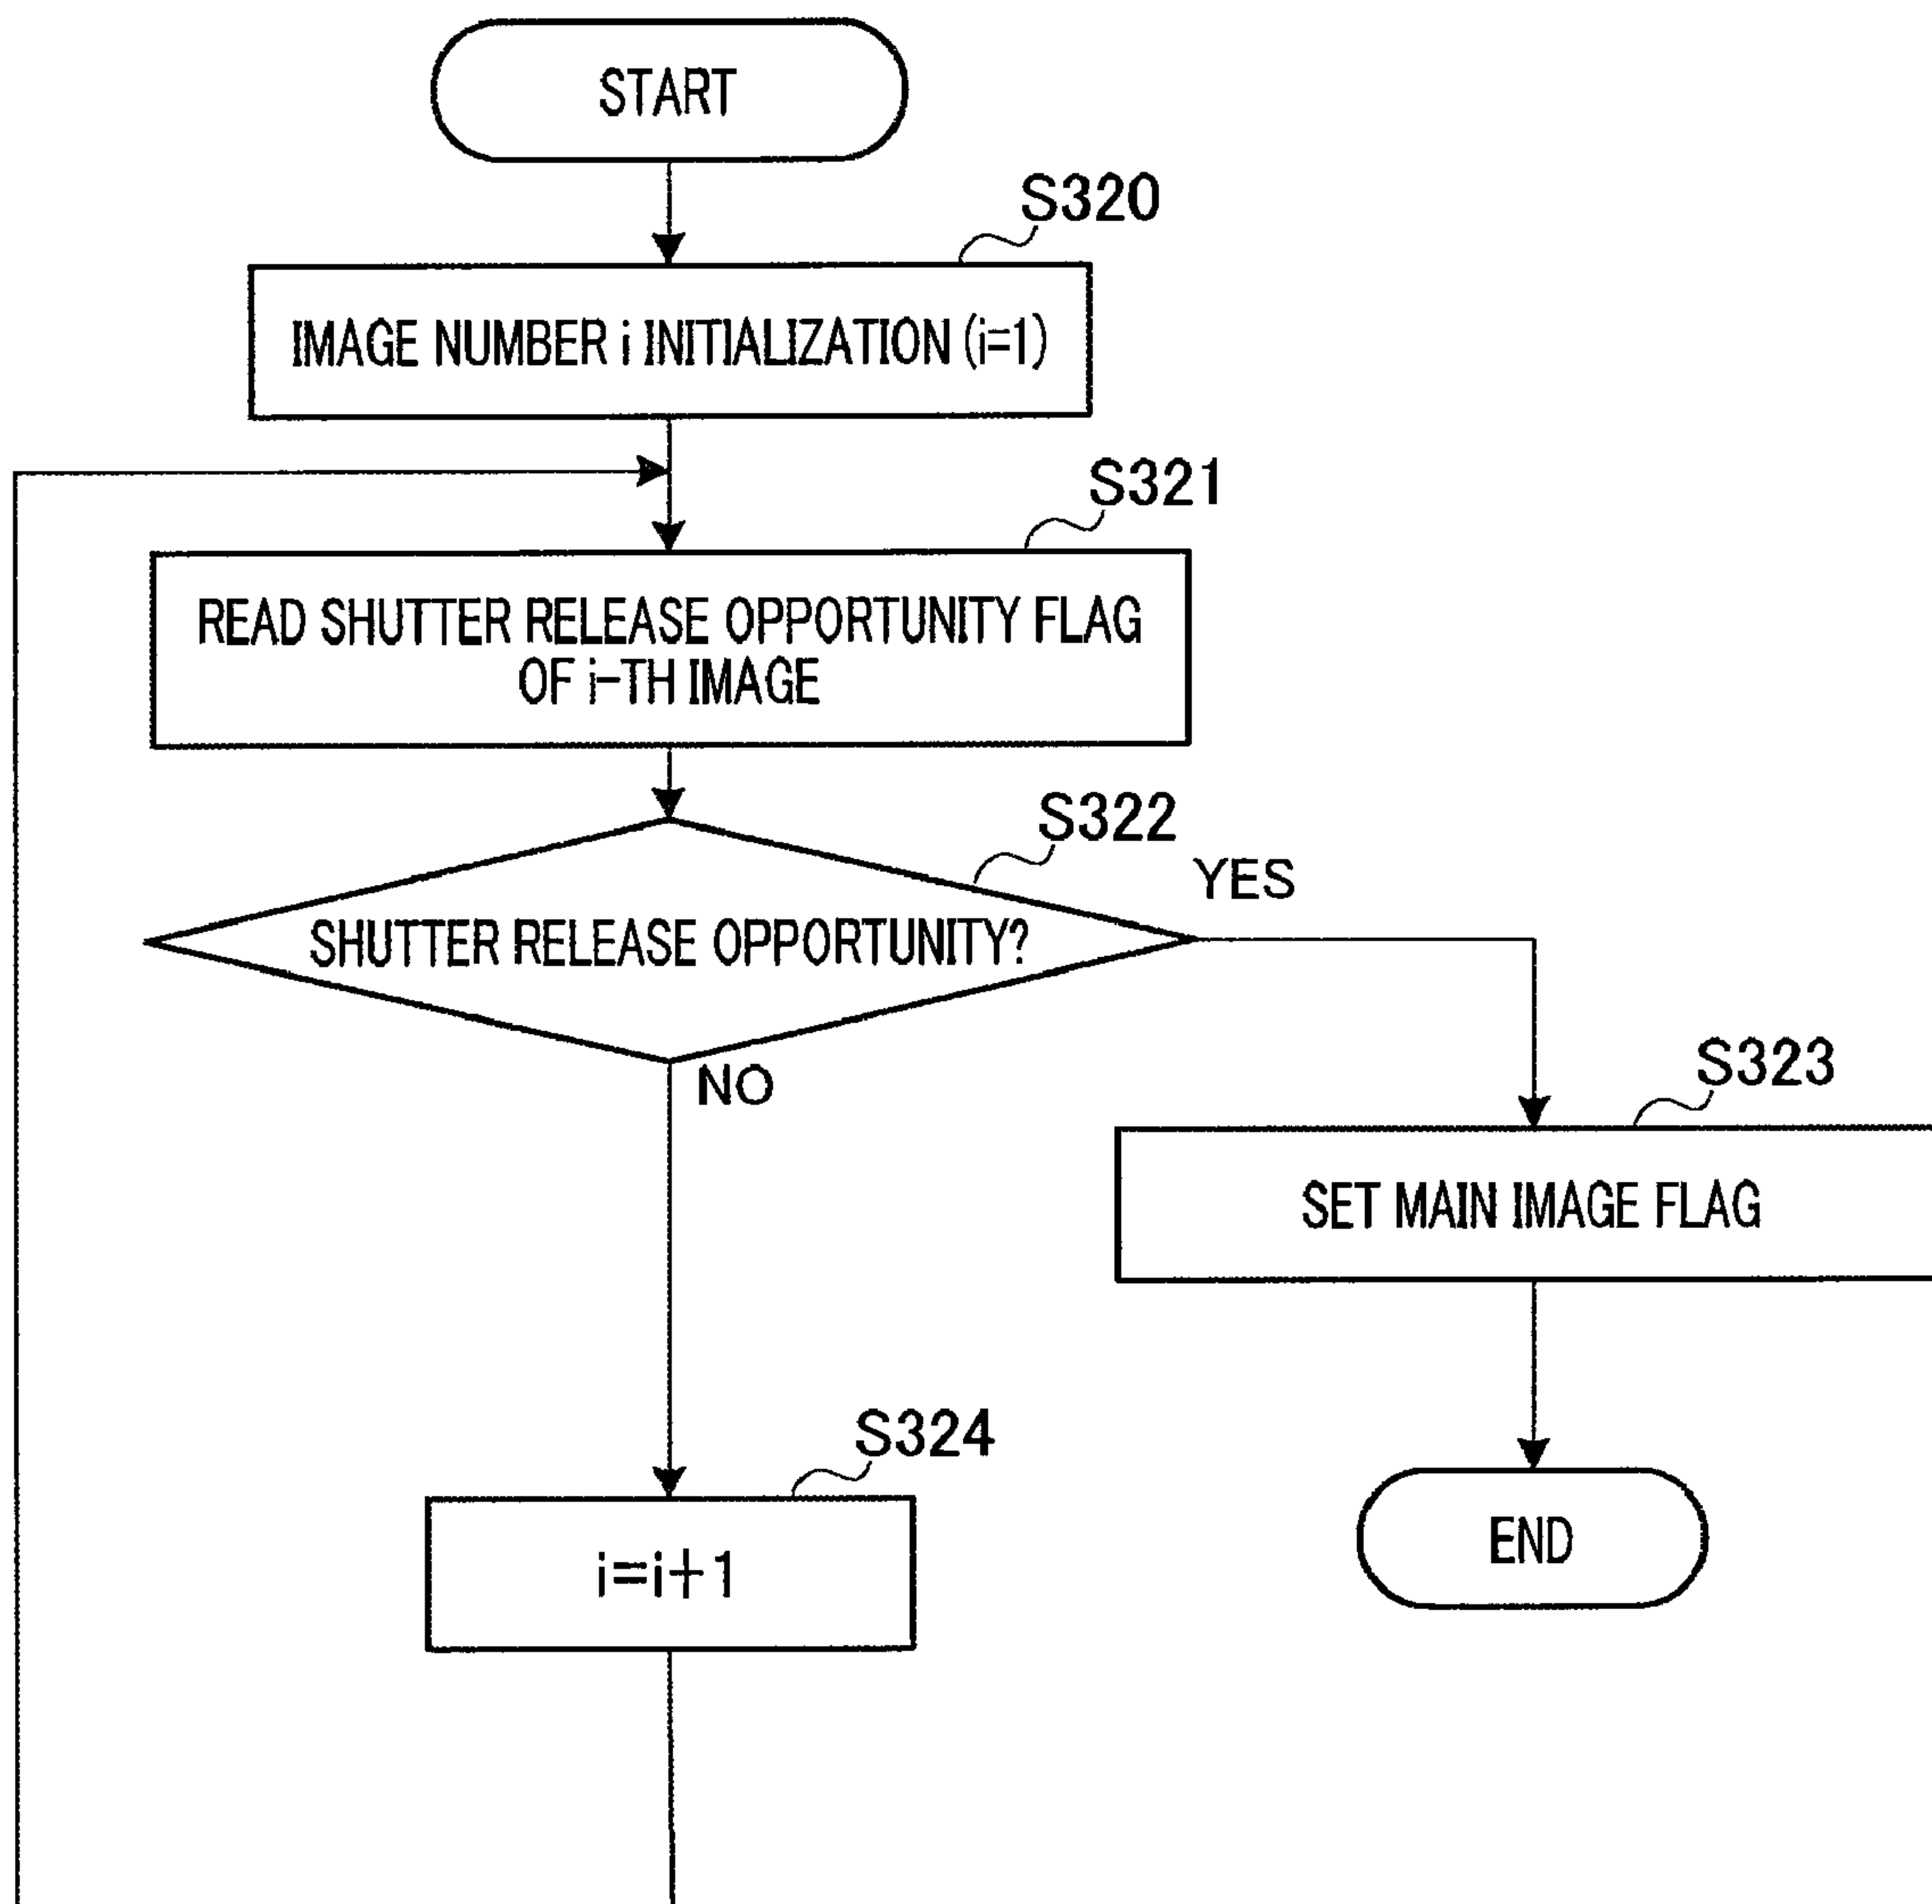 START
S320
IMAGE NUMBER i INITIALIZATION (i=1)
S321
READ SHUTTER RELEASE OPPORTUNITY FLAG
OF i-TH IMAGE
S322
YES
SHUTTER RELEASE OPPORTUNITY?
NO
S323
SET MAIN IMAGE FLAG
S324
i=i+1
END